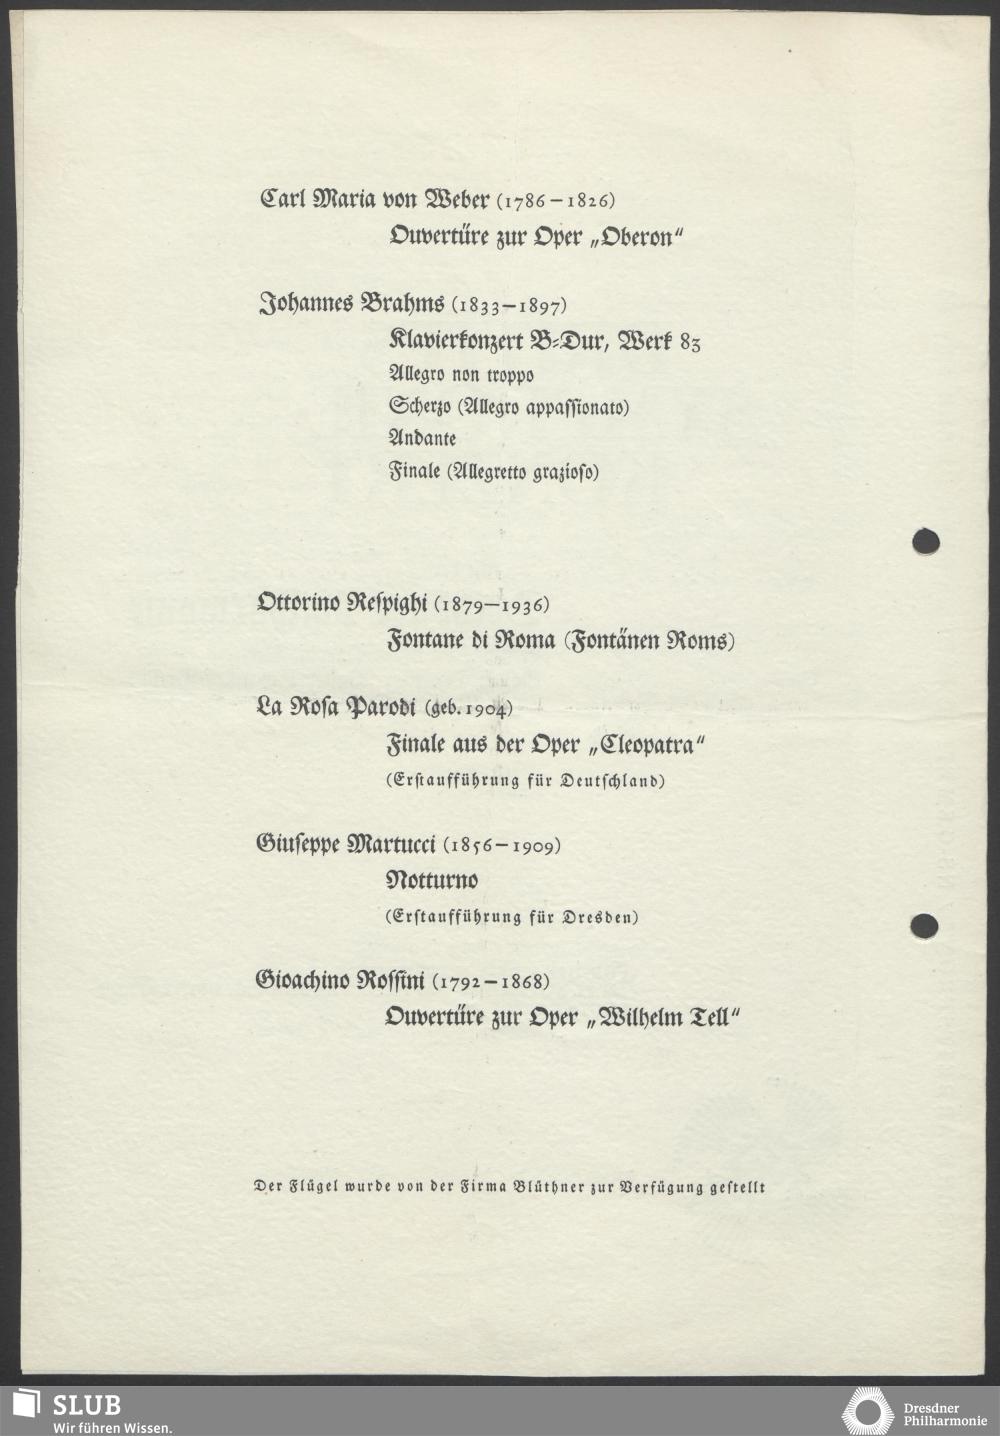 Carl Maria von Weber (1786–1826)
Ouvertüre zur Oper „Oberon“
Johannes Brahms (1833–1897)
Klavierkonzert B-Dur, Werk 83
Allegro non troppo
Scherzo (Allegro appaſſionato)
Andante
Finale (Allegretto grazioſo)
Ottorino Reſpighi (1879–1936)
Fontane di Roma (Fontänen Roms)
La Roſa Parodi (geb. 1904)
Finale aus der Oper „Cleopatra“
(Erſtaufführung für Deutſchland)
Giuſeppe Martucci (1856–1909)
Notturno
(Erſtaufführung für Dresden)
Gioachino Roſſini (1792–1868)
Ouvertüre zur Oper „Wilhelm Tell“
Der Flügel wurde von der Firma Blüthner zur Verfügung geſtellt
SLUB
Wir führen Wissen.
Dresdner
Philharmonie